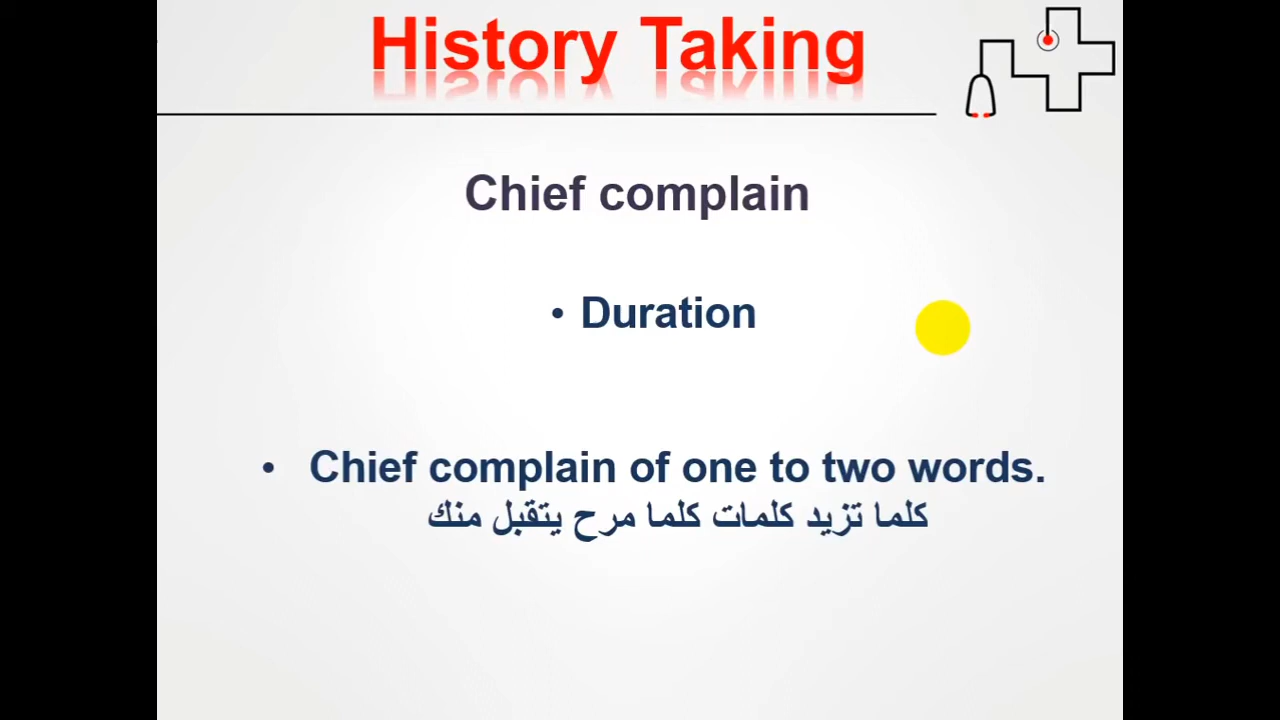 History Taking
Chief complain
• Duration
• Chief complain of one to two words.
كلما تزيد كلمات كلما مرح يتقبل منك